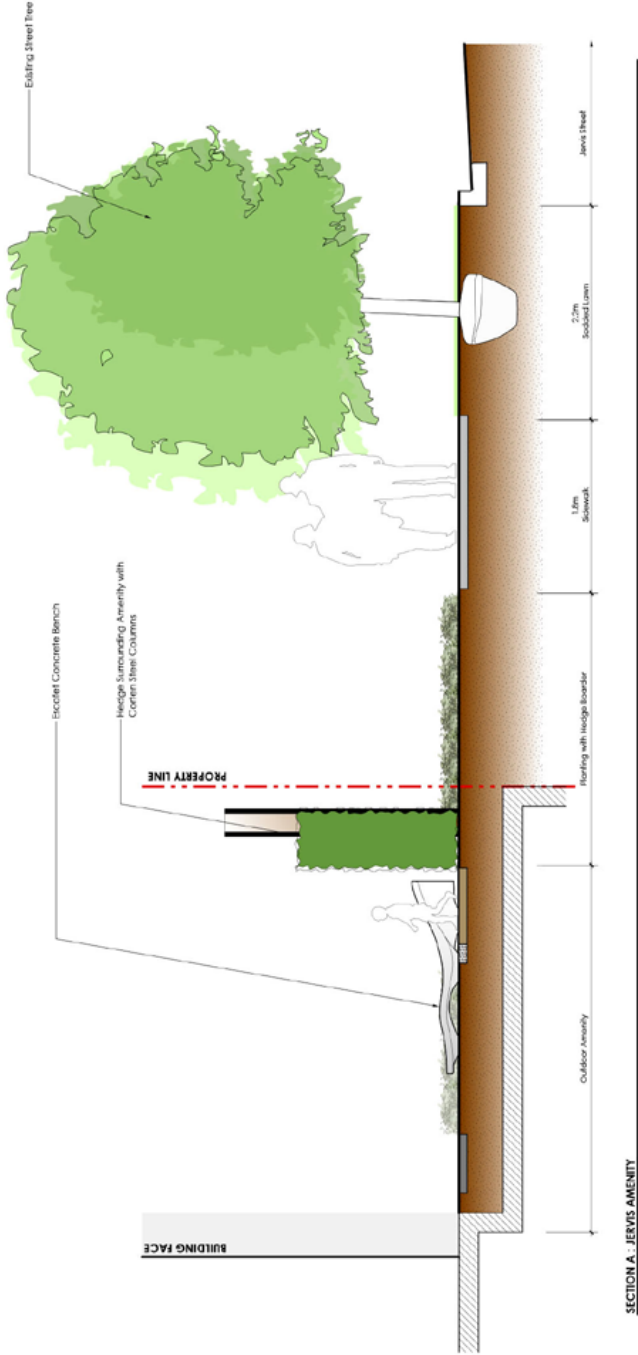 Existing Street Tree
Escofet Concrete Bench
Hedge Surrounding Amenity with
Corten Steel Columns
PROPERTY LINE
BUILDING FACE
Outdoor Amenity
Planting with Hedge Boarder
1.8m
Sidewalk
2.2m
Sodded Lawn
Jervis Street
SECTION A : JERVIS AMENITY